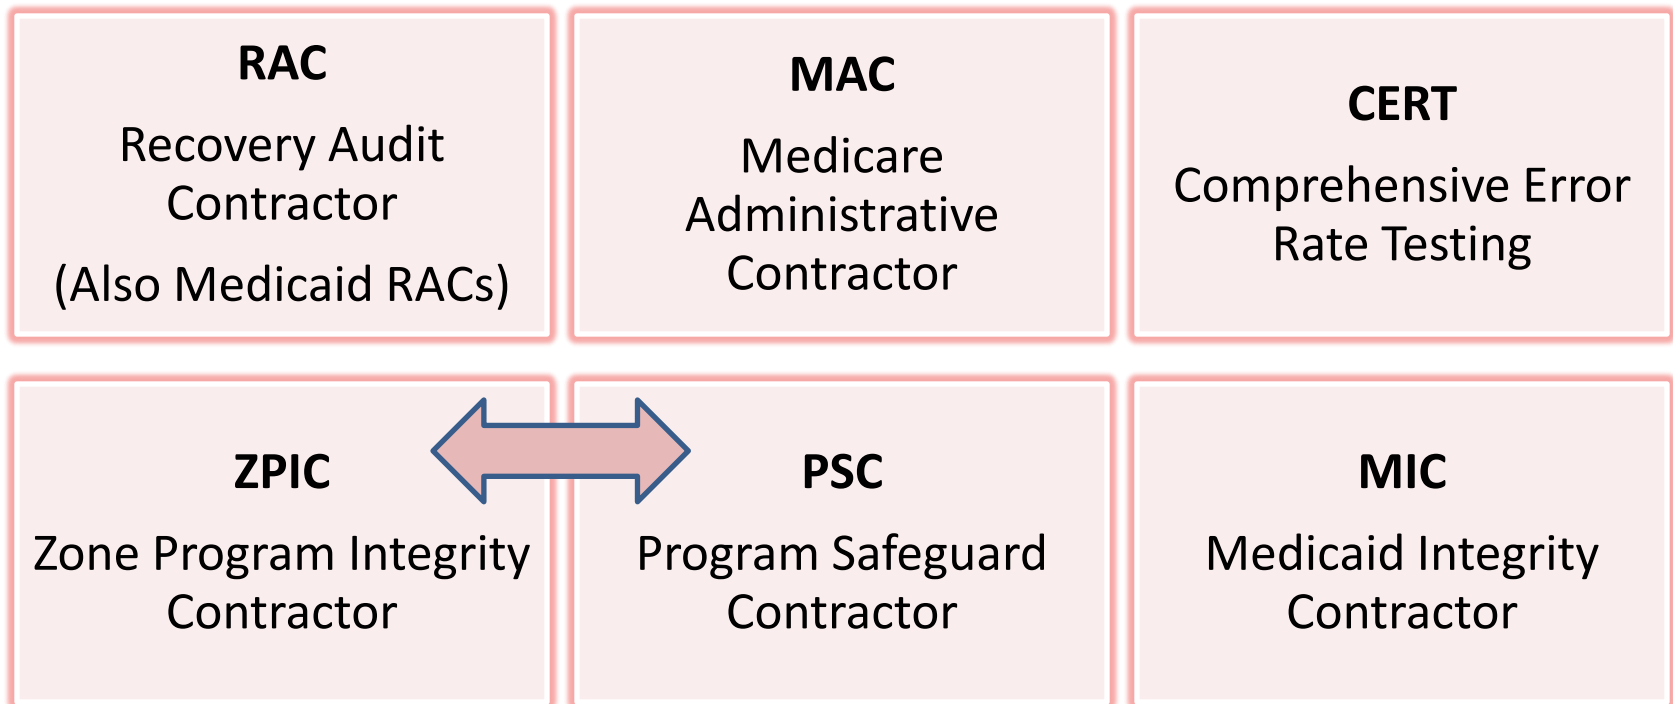 RAC
Recovery Audit
Contractor
(Also Medicaid RACs)
MAC
Medicare
Administrative
Contractor
CERT
Comprehensive Error
Rate Testing
ZPIC
Zone Program Integrity
Contractor
PSC
Program Safeguard
Contractor
MIC
Medicaid Integrity
Contractor